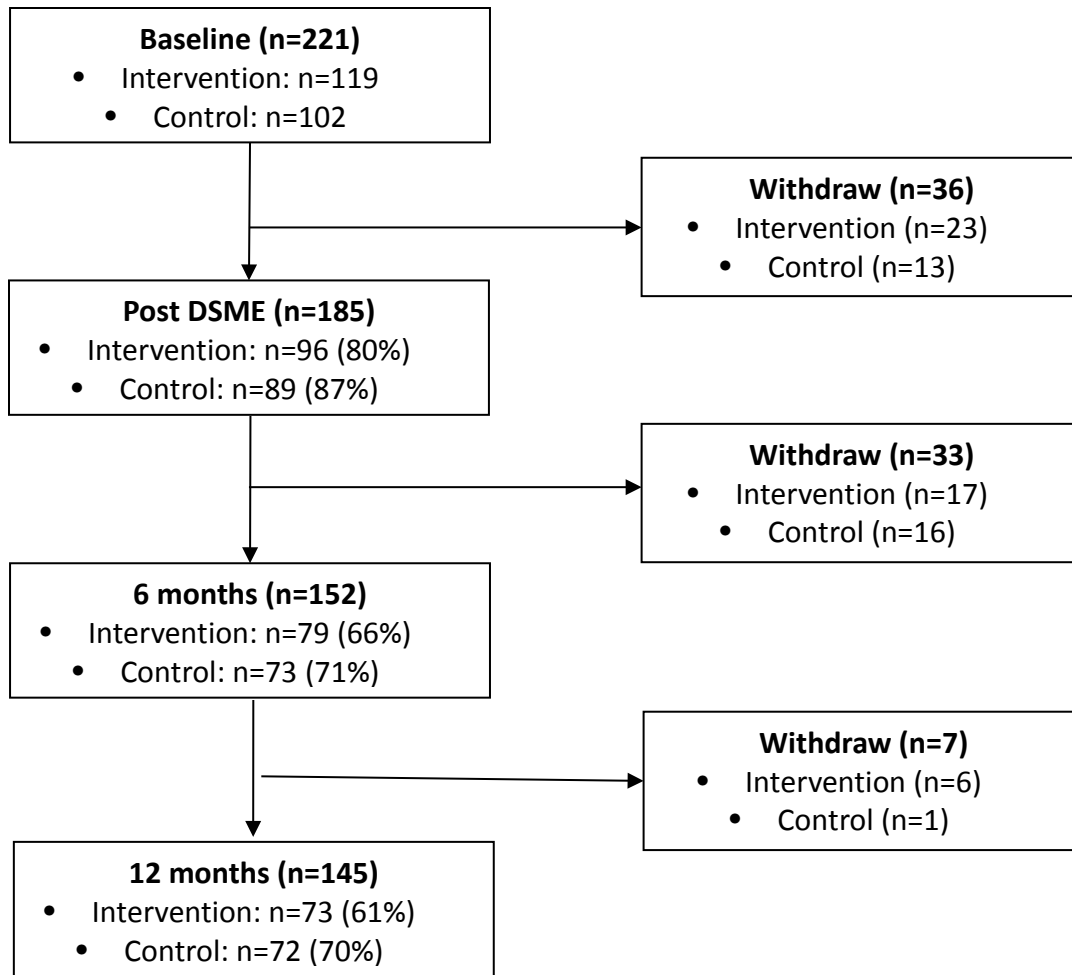 Baseline (n=221)
• Intervention: n=119
• Control: n=102
Withdraw (n=36)
• Intervention (n=23)
• Control (n=13)
Post DSME (n=185)
• Intervention: n=96 (80%)
• Control: n=89 (87%)
Withdraw (n=33)
• Intervention (n=17)
• Control (n=16)
6 months (n=152)
• Intervention: n=79 (66%)
• Control: n=73 (71%)
Withdraw (n=7)
• Intervention (n=6)
• Control (n=1)
12 months (n=145)
• Intervention: n=73 (61%)
• Control: n=72 (70%)